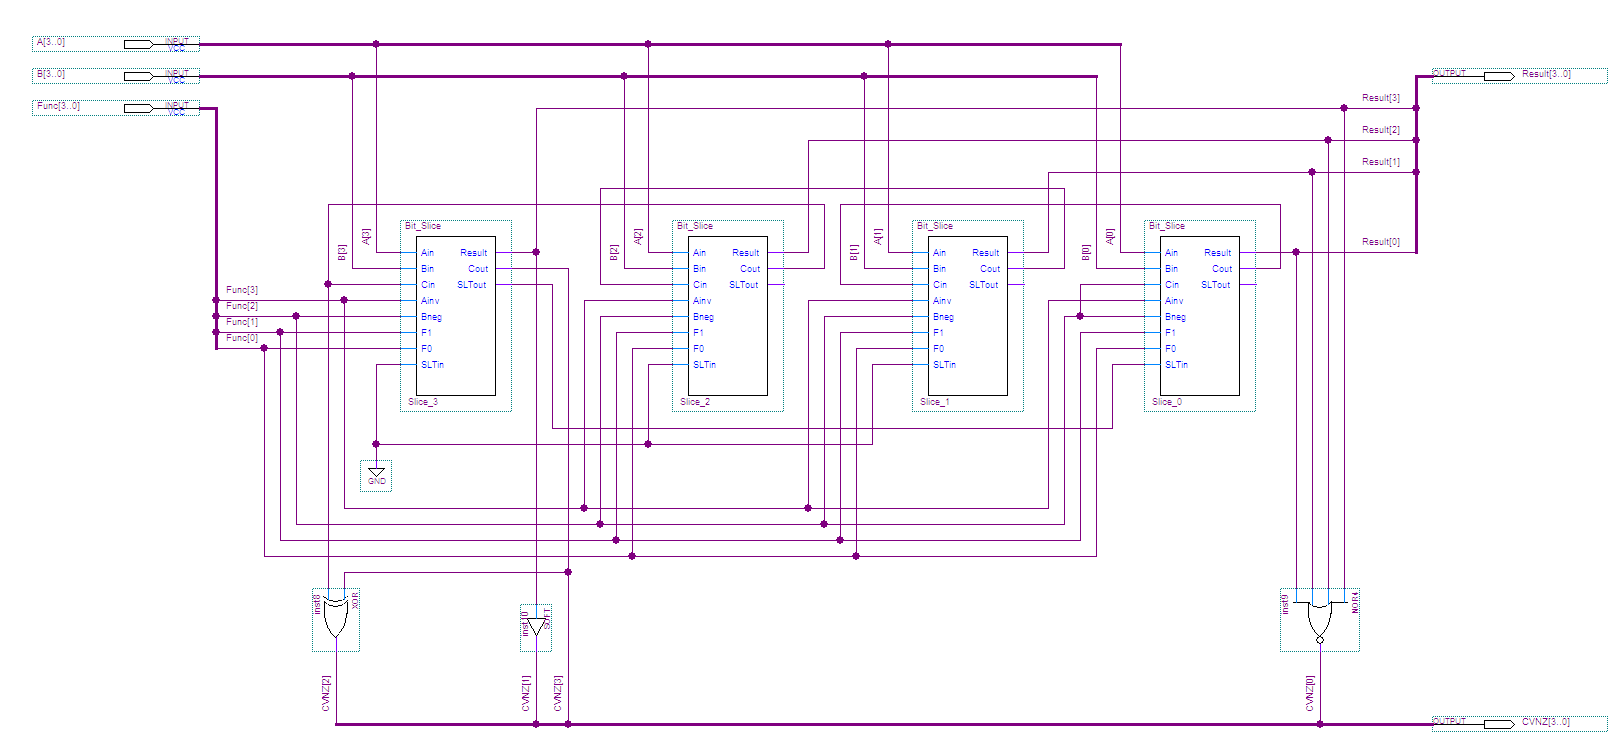 A[3..0] INPUT VCC
B[3..0] INPUT VCC
Func[3..0] INPUT VCC
OUTPUT Result[3..0]
Result[3]
Result[2]
Result[1]
Result[0]
B[3] A[3] B[2] A[2] B[1] A[1] B[0] A[0]
Func[3]
Func[2]
Func[1]
Func[0]
Bit_Slice
Ain Result
Bin Cout
Cin SLTout
Ainv
Bneg
F1
F0
SLTin
Slice_3
Bit_Slice
Ain Result
Bin Cout
Cin SLTout
Ainv
Bneg
F1
F0
SLTin
Slice_2
Bit_Slice
Ain Result
Bin Cout
Cin SLTout
Ainv
Bneg
F1
F0
SLTin
Slice_1
Bit_Slice
Ain Result
Bin Cout
Cin SLTout
Ainv
Bneg
F1
F0
SLTin
Slice_0
GND
inst8 XOR
inst10 SOFT
inst9 NOR4
CVNZ[2] CVNZ[1] CVNZ[3] CVNZ[0]
OUTPUT CVNZ[3..0]